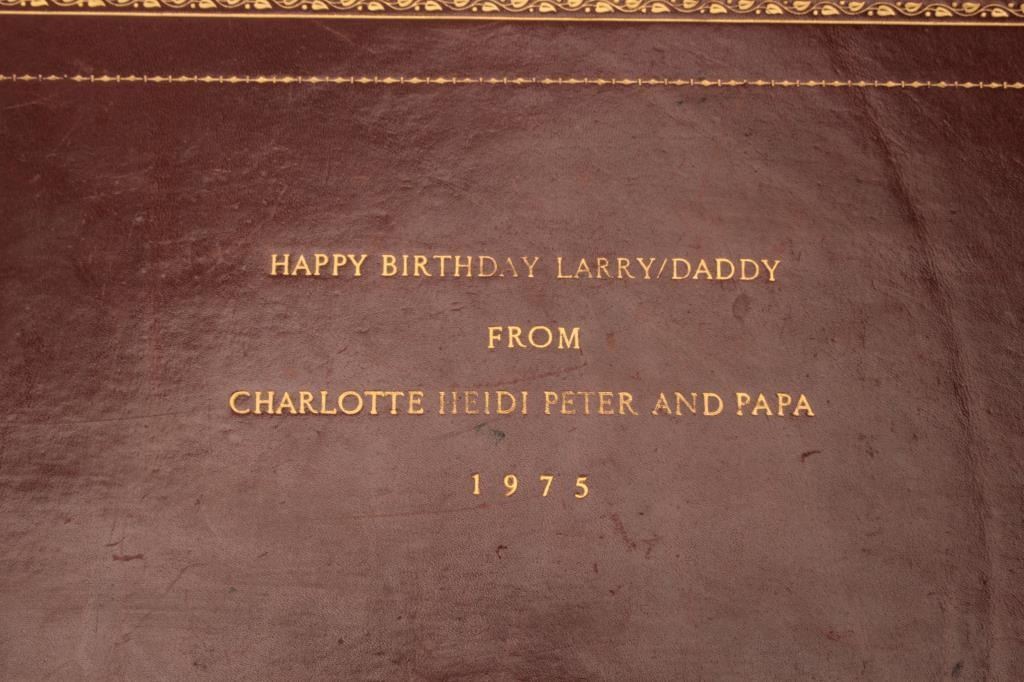 HAPPY BIRTHDAY LARRY/DADDY
FROM
CHARLOTTE HEIDI PETER AND PAPA
1975